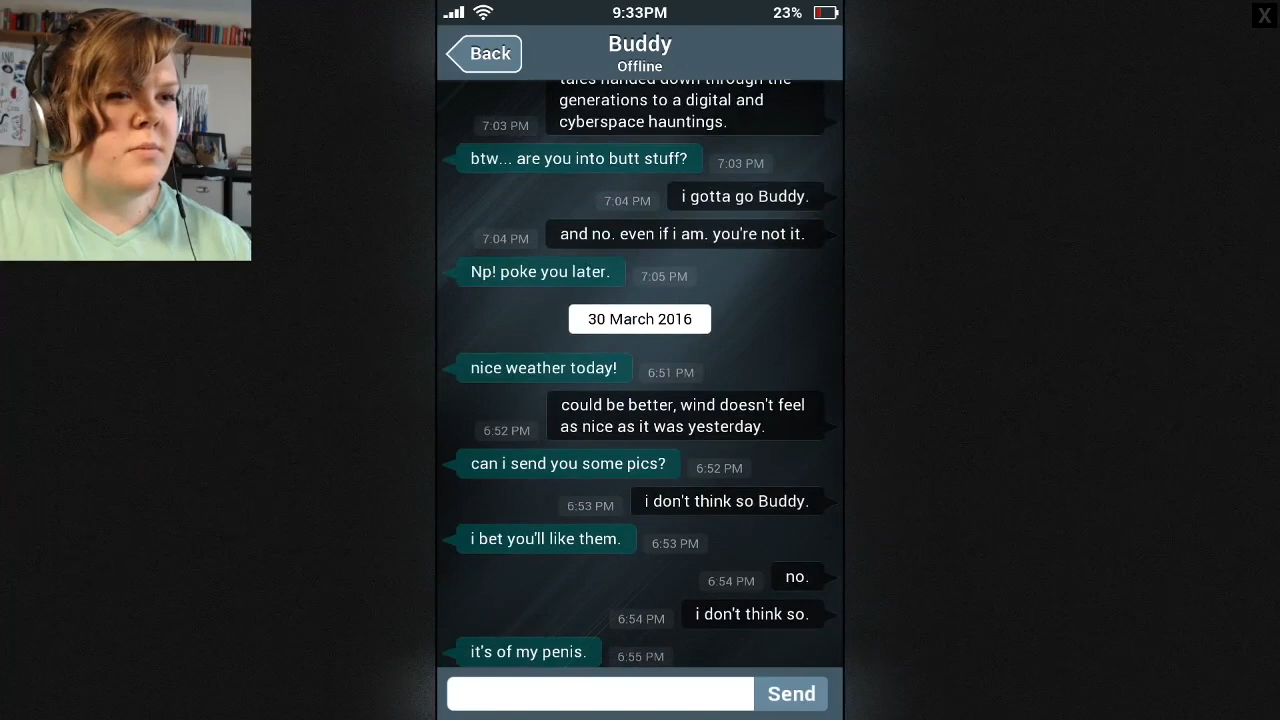 9:33PM
23%
X
Back
Buddy
Offline
tales handed down through the
generations to a digital and
cyberspace hauntings.
7:03 PM
btw... are you into butt stuff?
7:03 PM
i gotta go Buddy.
7:04 PM
and no. even if i am. you're not it.
7:04 PM
Np! poke you later.
7:05 PM
30 March 2016
nice weather today!
6:51 PM
could be better, wind doesn't feel
as nice as it was yesterday.
6:52 PM
can i send you some pics?
6:52 PM
i don't think so Buddy.
6:53 PM
i bet you'll like them.
6:53 PM
no.
6:54 PM
i don't think so.
6:54 PM
it's of my penis.
6:55 PM
Send